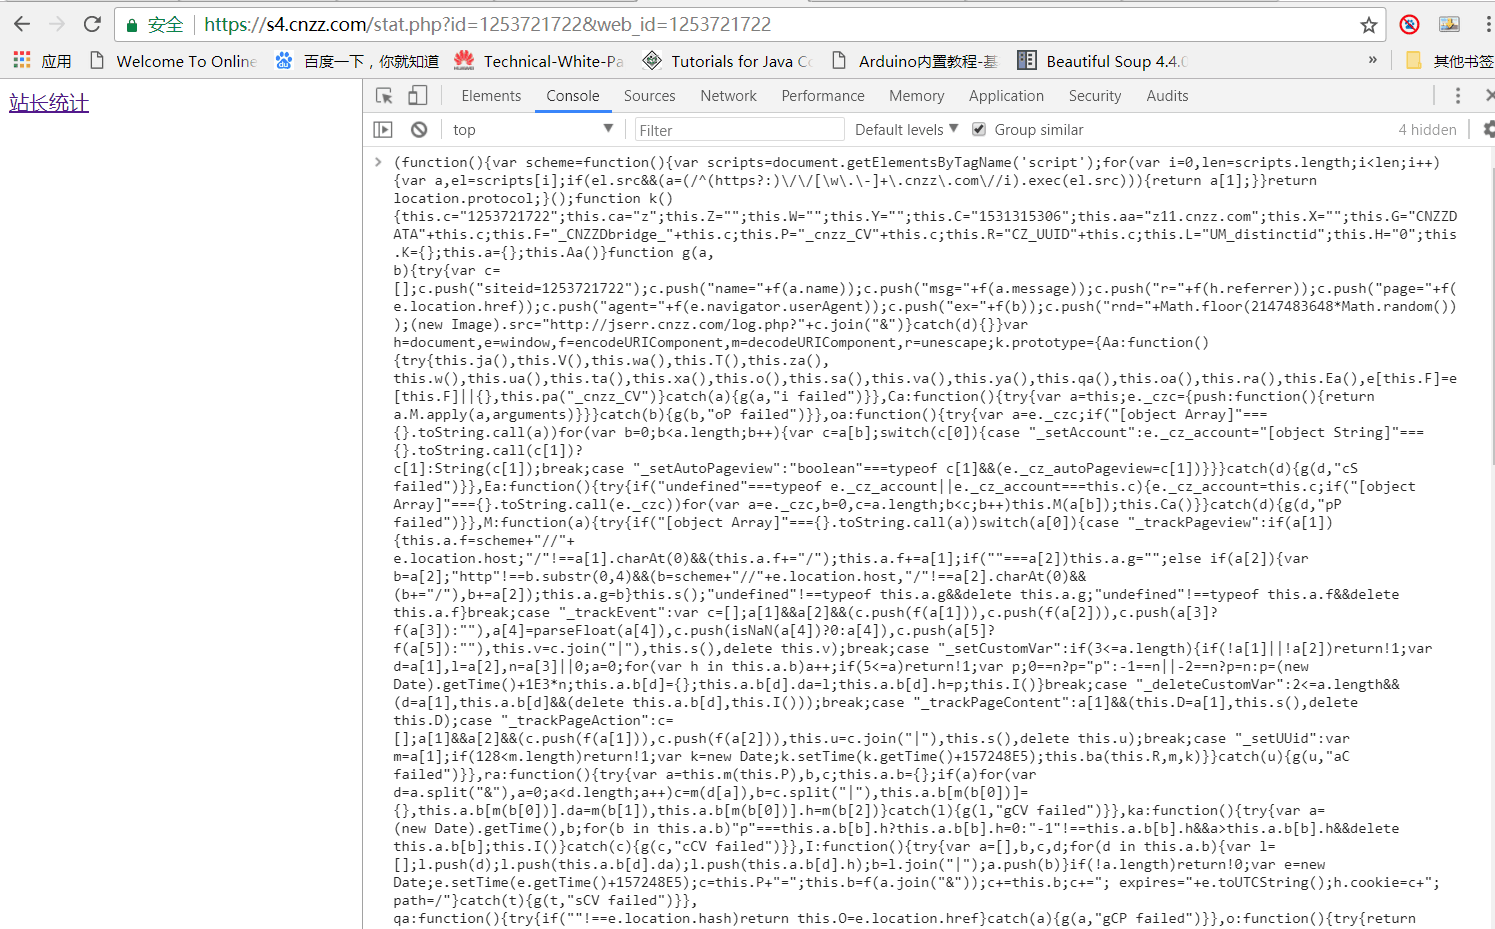 安全 https://s4.cnzz.com/stat.php?id=1253721722&web_id=1253721722
应用 Welcome To Online 百度一下，你就知道 Technical-White-Pa Tutorials for Java Co Arduino内置教程-基 Beautiful Soup 4.4.0 » 其他书签
站长统计
Elements Console Sources Network Performance Memory Application Security Audits
top Filter Default levels Group similar 4 hidden
(function(){var scheme=function(){var scripts=document.getElementsByTagName('script');for(var i=0,len=scripts.length;i<len;i++)
{var a,el=scripts[i];if(el.src&&(a=(/^(https?:)\/\/[\w\.\-]+\.cnzz\.com\//i).exec(el.src))){return a[1];}}return
location.protocol;}();function k()
{this.c="1253721722";this.ca="z";this.Z="";this.W="";this.Y="";this.C="1531315306";this.aa="z11.cnzz.com";this.X="";this.G="CNZZD
ATA"+this.c;this.F="_CNZZDbridge_"+this.c;this.P="_cnzz_CV"+this.c;this.R="CZ_UUID"+this.c;this.L="UM_distinctid";this.H="0";this
.K={};this.a={};this.Aa()}function g(a,
b){try{var c=
[];c.push("siteid=1253721722");c.push("name="+f(a.name));c.push("msg="+f(a.message));c.push("r="+f(h.referrer));c.push("page="+f(
e.location.href));c.push("agent="+f(e.navigator.userAgent));c.push("ex="+f(b));c.push("rnd="+Math.floor(2147483648*Math.random())
);(new Image).src="http://jserr.cnzz.com/log.php?"+c.join("&")}catch(d){}}var
h=document,e=window,f=encodeURIComponent,m=decodeURIComponent,r=unescape;k.prototype={Aa:function()
{try{this.ja(),this.V(),this.wa(),this.T(),this.za(),
this.w(),this.ua(),this.ta(),this.xa(),this.o(),this.sa(),this.va(),this.ya(),this.qa(),this.oa(),this.ra(),this.Ea(),e[this.F]=e
[this.F]||{},this.pa("_cnzz_CV")}catch(a){g(a,"i failed")}},Ca:function(){try{var a=this;e._czc={push:function(){return
a.M.apply(a,arguments)}}}catch(b){g(b,"oP failed")}},oa:function(){try{var a=e._czc;if("[object Array]"===
{}.toString.call(a))for(var b=0;b<a.length;b++){var c=a[b];switch(c[0]){case "_setAccount":e._cz_account="[object String]"===
{}.toString.call(c[1])?
c[1]:String(c[1]);break;case "_setAutoPageview":"boolean"===typeof c[1]&&(e._cz_autoPageview=c[1])}}}catch(d){g(d,"cS
failed")}},Ea:function(){try{if("undefined"===typeof e._cz_account||e._cz_account===this.c){e._cz_account=this.c;if("[object
Array]"==={}.toString.call(e._czc))for(var a=e._czc,b=0,c=a.length;b<c;b++)this.M(a[b]);this.Ca()}}catch(d){g(d,"pP
failed")}},M:function(a){try{if("[object Array]"==={}.toString.call(a))switch(a[0]){case "_trackPageview":if(a[1])
{this.a.f=scheme+"//"+
e.location.host;"/"!==a[1].charAt(0)&&(this.a.f+="/");this.a.f+=a[1];if(""===a[2])this.a.g="";else if(a[2]){var
b=a[2];"http"!==b.substr(0,4)&&(b=scheme+"//"+e.location.host,"/"!==a[2].charAt(0)&&
(b+="/"),b+=a[2]);this.a.g=b}this.s();"undefined"!==typeof this.a.g&&delete this.a.g;"undefined"!==typeof this.a.f&&delete
this.a.f}break;case "_trackEvent":var c=[];a[1]&&a[2]&&(c.push(f(a[1])),c.push(f(a[2])),c.push(a[3]?
f(a[3]):""),a[4]=parseFloat(a[4]),c.push(isNaN(a[4])?0:a[4]),c.push(a[5]?
f(a[5]):""),this.v=c.join("|"),this.s(),delete this.v);break;case "_setCustomVar":if(3<=a.length){if(!a[1]||!a[2])return!1;var
d=a[1],l=a[2],n=a[3]||0;a=0;for(var h in this.a.b)a++;if(5<=a)return!1;var p;0==n?p="p":-1==n||-2==n?p=n:p=(new
Date).getTime()+1E3*n;this.a.b[d]={};this.a.b[d].da=l;this.a.b[d].h=p;this.I()}break;case "_deleteCustomVar":2<=a.length&&
(d=a[1],this.a.b[d]&&(delete this.a.b[d],this.I()));break;case "_trackPageContent":a[1]&&(this.D=a[1],this.s(),delete
this.D);case "_trackPageAction":c=
[];a[1]&&a[2]&&(c.push(f(a[1])),c.push(f(a[2])),this.u=c.join("|"),this.s(),delete this.u);break;case "_setUUid":var
m=a[1];if(128<m.length)return!1;var k=new Date;k.setTime(k.getTime()+157248E5);this.ba(this.R,m,k)}}catch(u){g(u,"aC
failed")}},ra:function(){try{var a=this.m(this.P),b,c;this.a.b={};if(a)for(var
d=a.split("&"),a=0;a<d.length;a++)c=m(d[a]),b=c.split("|"),this.a.b[m(b[0])]=
{},this.a.b[m(b[0])].da=m(b[1]),this.a.b[m(b[0])].h=m(b[2])}catch(l){g(l,"gCV failed")}},ka:function(){try{var a=
(new Date).getTime(),b;for(b in this.a.b)"p"===this.a.b[b].h?this.a.b[b].h=0:"-1"!==this.a.b[b].h&&a>this.a.b[b].h&&delete
this.a.b[b];this.I()}catch(c){g(c,"cCV failed")}},I:function(){try{var a=[],b,c,d;for(d in this.a.b){var l=
[];l.push(d);l.push(this.a.b[d].da);l.push(this.a.b[d].h);b=l.join("|");a.push(b)}if(!a.length)return!0;var e=new
Date;e.setTime(e.getTime()+157248E5);c=this.P+"=";this.b=f(a.join("&"));c+=this.b;c+="; expires="+e.toUTCString();h.cookie=c+";
path=/"}catch(t){g(t,"sCV failed")}},
qa:function(){try{if(""!==e.location.hash)return this.O=e.location.href}catch(a){g(a,"gCP failed")}},o:function(){try{return